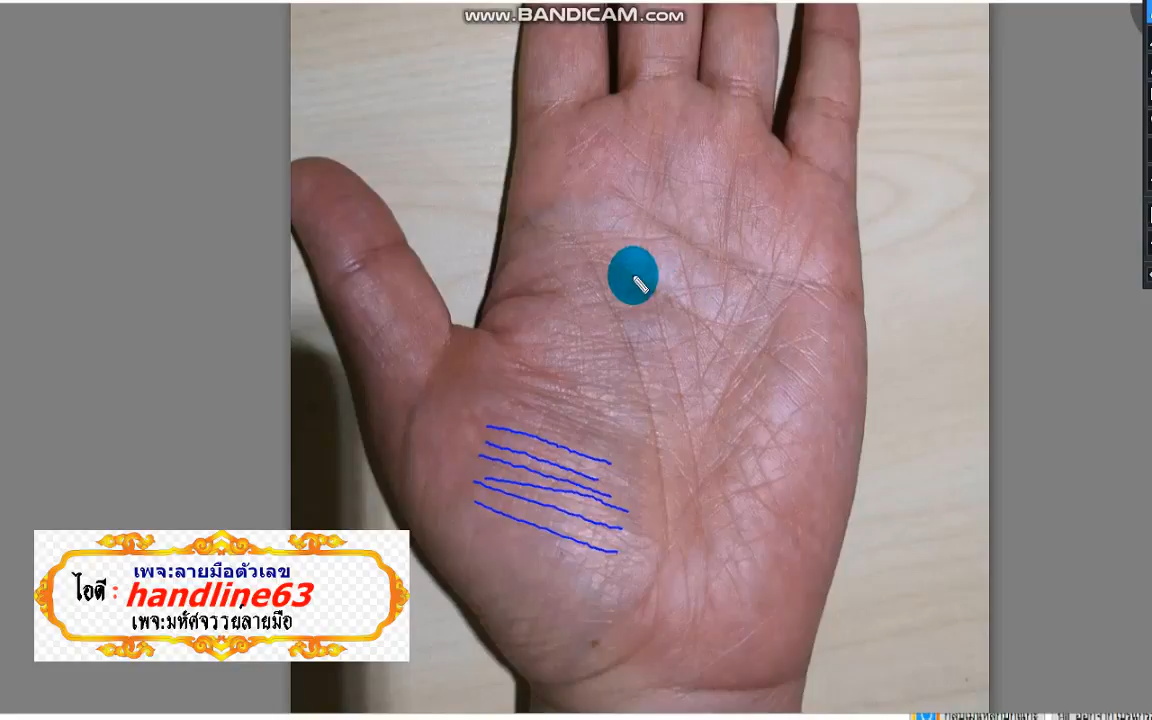 www.BANDICAM.com
เพจ:ลายมือตัวเลข
ไอดี : handline63
เพจ:มหัศจรรย์ลายมือ